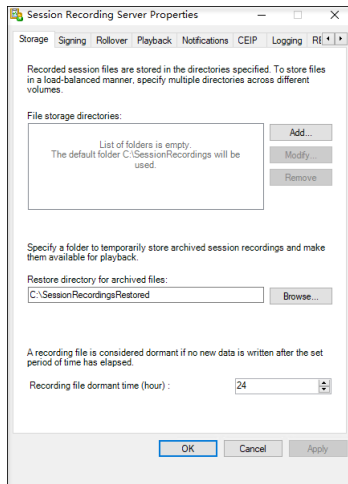 Session Recording Server Properties
Storage Signing Rollover Playback Notifications CEIP Logging
Recorded session files are stored in the directories specified. To store files
in a load-balanced manner, specify multiple directories across different
volumes.
File storage directories:
List of folders is empty.
The default folder C:\SessionRecordings will be
used.
Add...
Modify...
Remove
Specify a folder to temporarily store archived session recordings and make
them available for playback.
Restore directory for archived files:
C:\SessionRecordingsRestored
Browse...
A recording file is considered dormant if no new data is written after the set
period of time has elapsed.
Recording file dormant time (hour) :
24
OK Cancel Apply